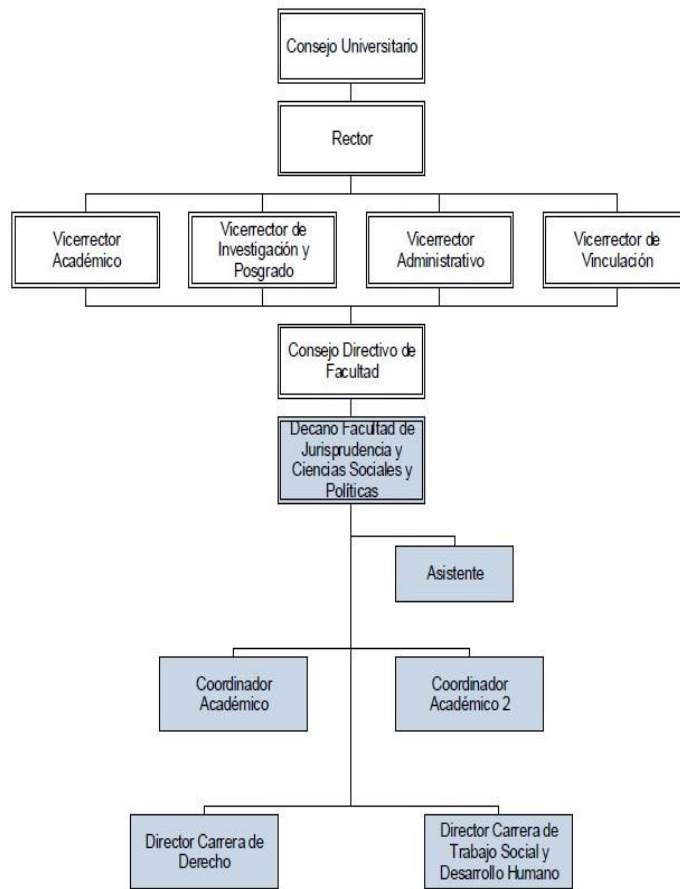 Consejo Universitario
Rector
Vicerrector
Académico
Vicerrector de
Investigación y
Posgrado
Vicerrector
Administrativo
Vicerrector de
Vinculación
Consejo Directivo de
Facultad
Decano Facultad de
Jurisprudencia y
Ciencias Sociales y
Políticas
Asistente
Coordinador
Académico
Coordinador
Académico 2
Director Carrera de
Derecho
Director Carrera de
Trabajo Social y
Desarrollo Humano